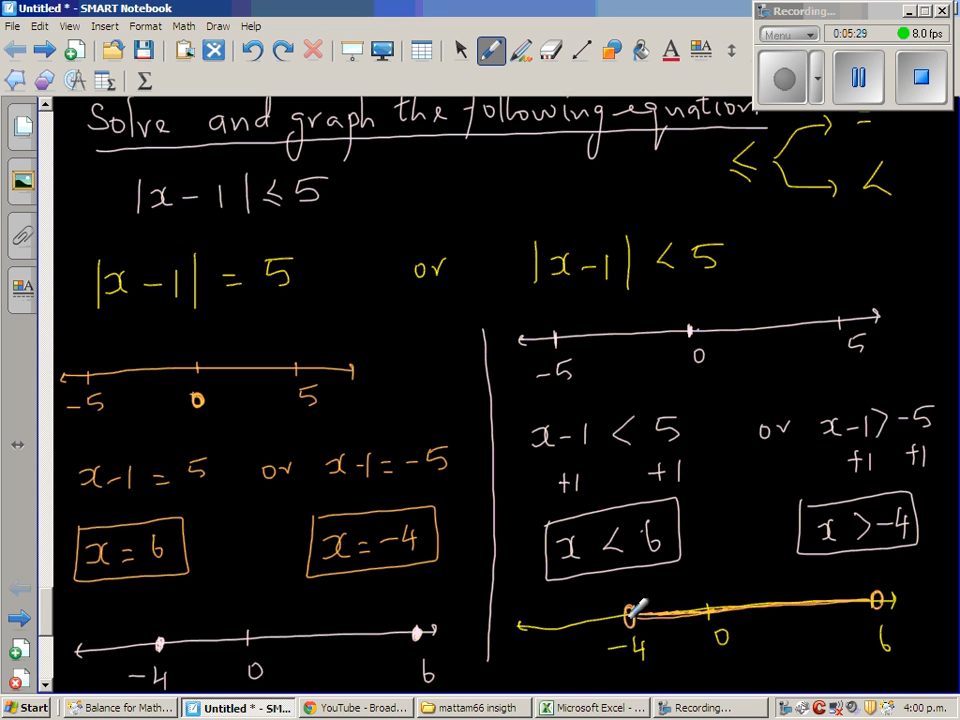 Untitled * - SMART Notebook
File Edit View Insert Format Math Draw
Recording...
Menu 0:05:29 8.0 fps
Solve and graph the following equation
≤ → =
→ <
|x-1| ≤ 5
|x-1| = 5 or |x-1| < 5
-5 0 5
-5 0 5
x-1 = 5 or x-1 = -5
x = 6 x = -4
-4 0 6
x-1 < 5 or x-1 > -5
+1 +1 +1 +1
x < 6 x > -4
-4 0 6
Start Balance for Math... Untitled * - SM... YouTube - Broad... mattam66 insigth Microsoft Excel - Co... Recording... 4:00 p.m.